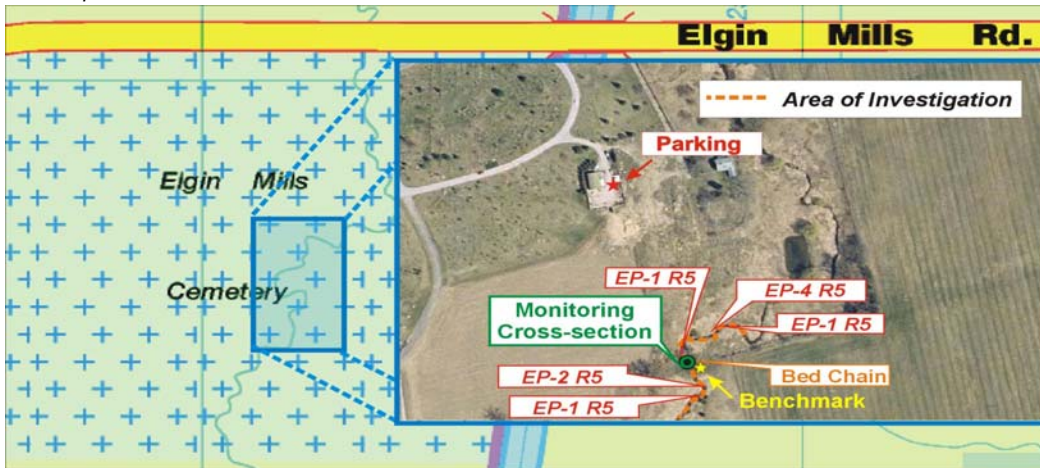 Elgin Mills Rd.
Area of Investigation
Parking
Elgin Mills
Cemetery
EP-1 R5
EP-4 R5
Monitoring
Cross-section
EP-1 R5
EP-2 R5
Bed Chain
Benchmark
EP-1 R5